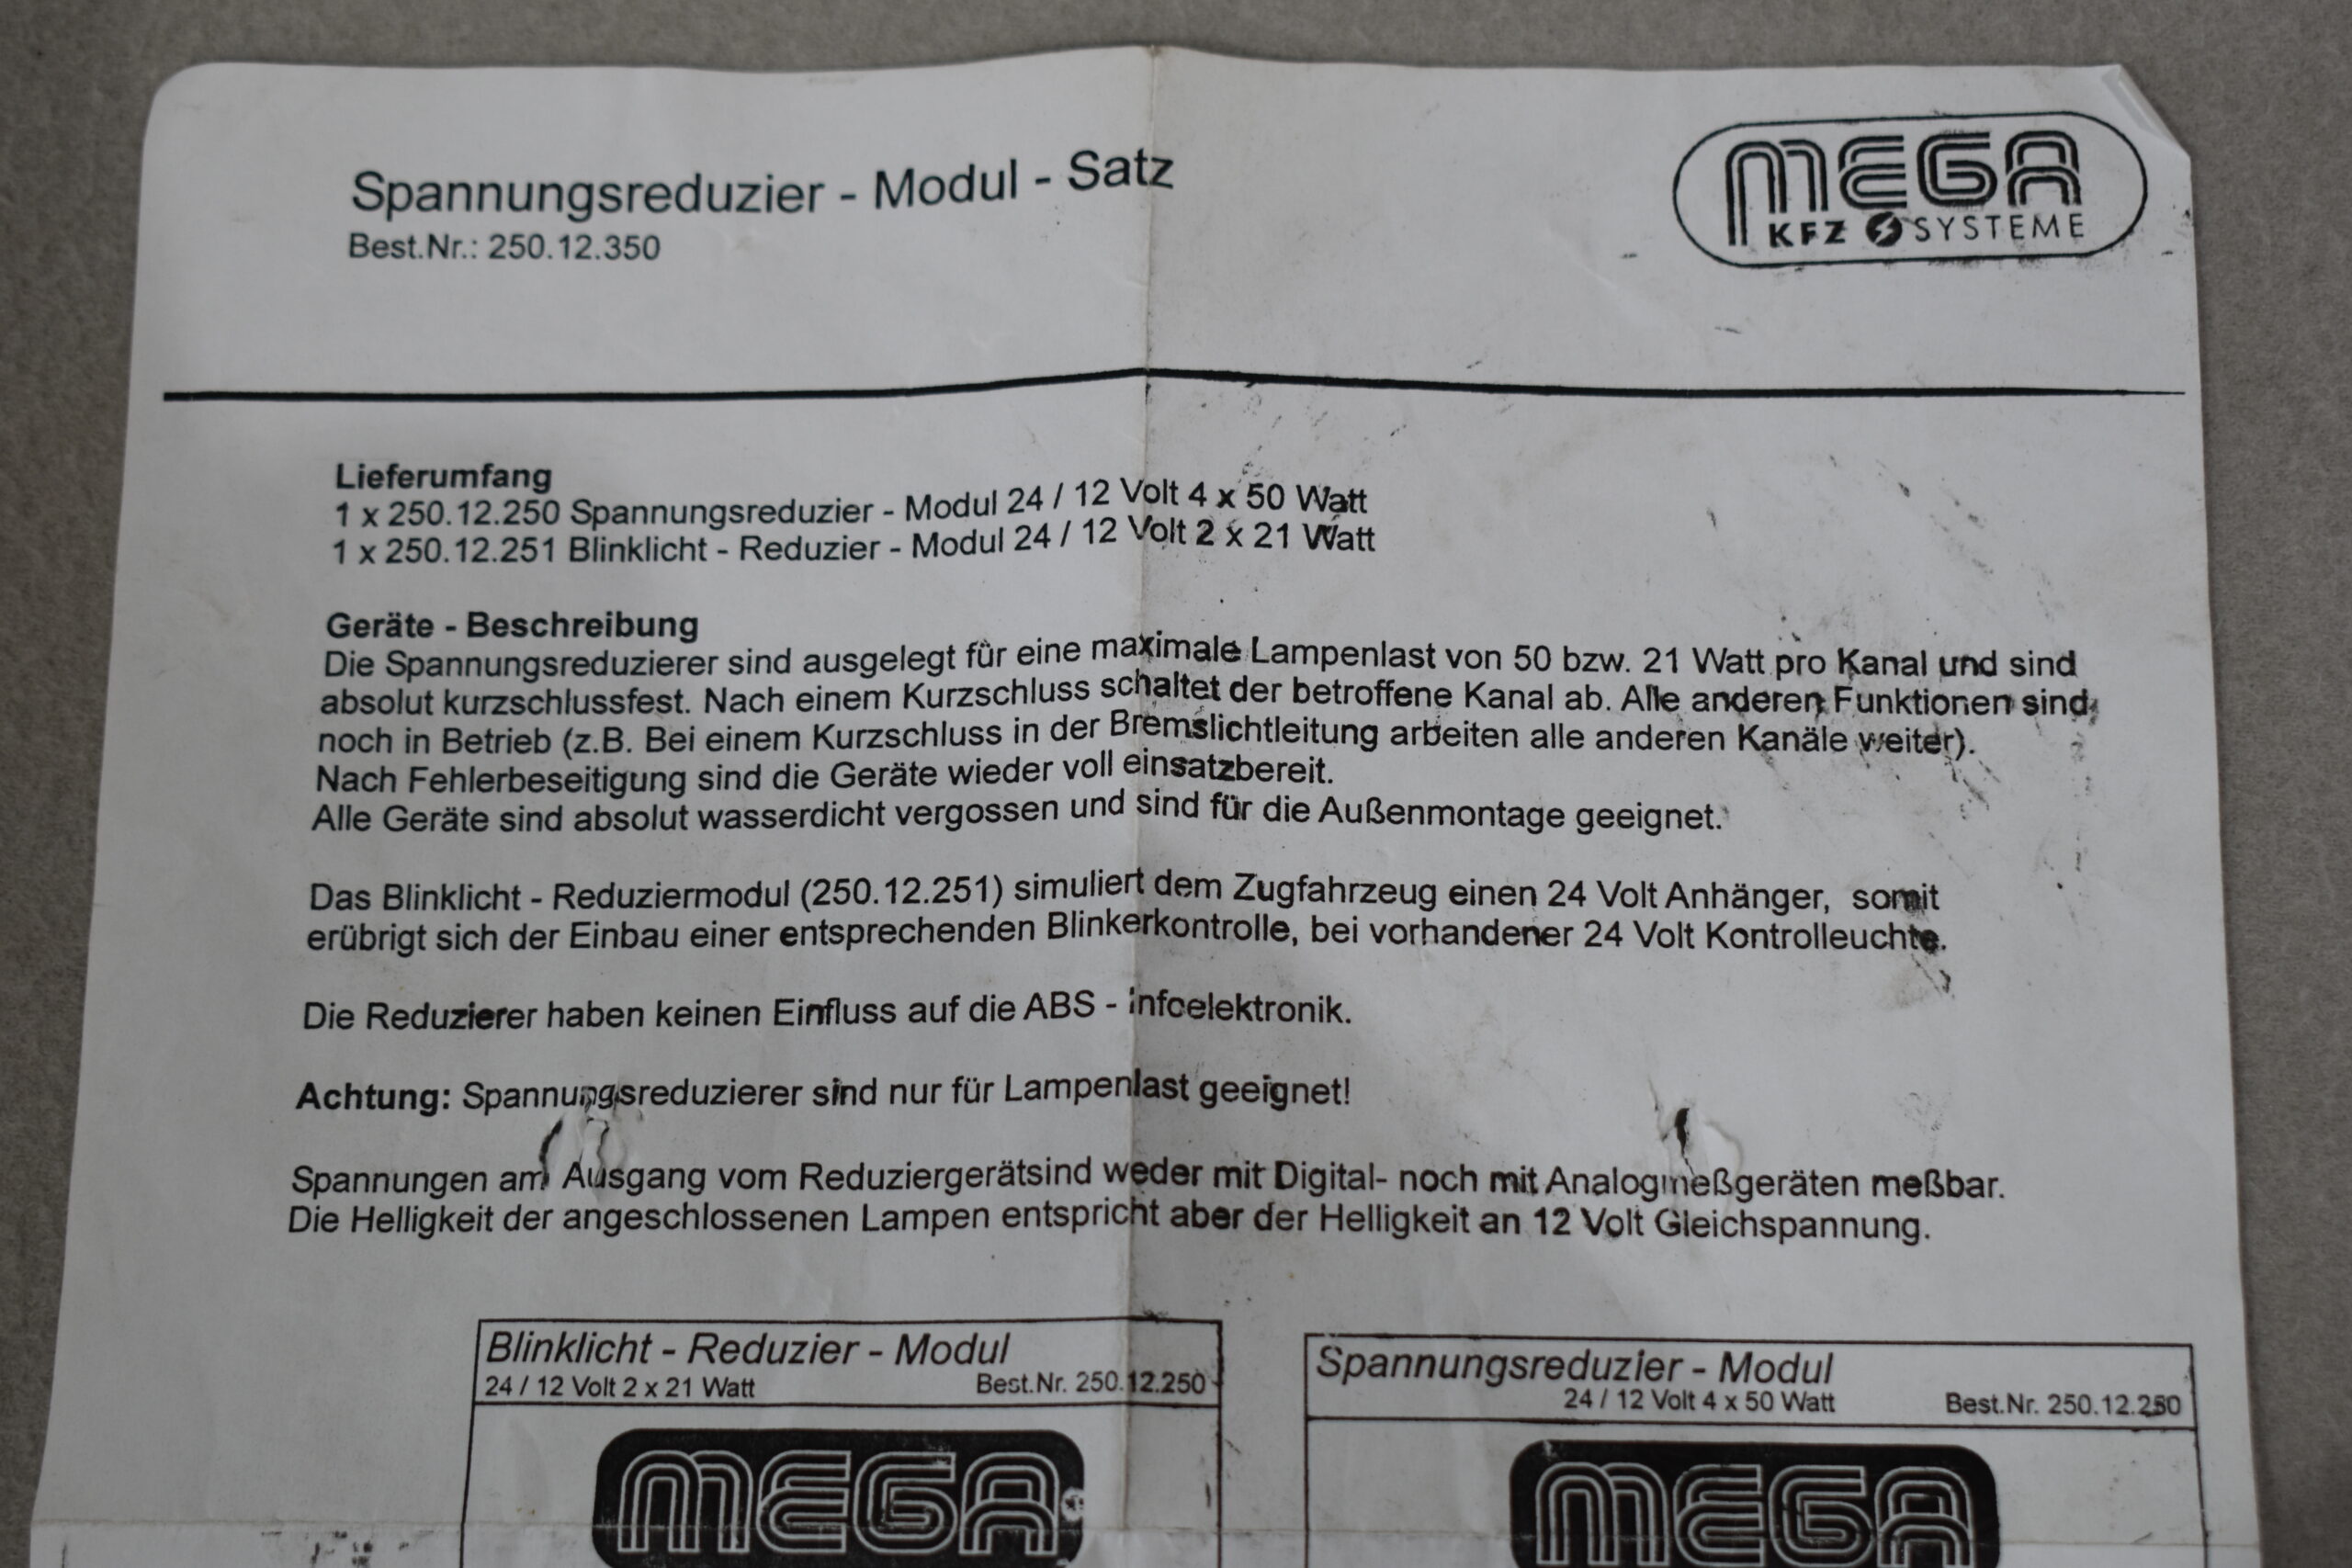 Spannungsreduzier - Modul - Satz
Best.Nr.: 250.12.350
MEGA
KFZ SYSTEME
Lieferumfang
1 x 250.12.250 Spannungsreduzier - Modul 24 / 12 Volt 4 x 50 Watt
1 x 250.12.251 Blinklicht - Reduzier - Modul 24 / 12 Volt 2 x 21 Watt
Geräte - Beschreibung
Die Spannungsreduzierer sind ausgelegt für eine maximale Lampenlast von 50 bzw. 21 Watt pro Kanal und sind
absolut kurzschlussfest. Nach einem Kurzschluss schaltet der betroffene Kanal ab. Alle anderen Funktionen sind
noch in Betrieb (z.B. Bei einem Kurzschluss in der Bremslichtleitung arbeiten alle anderen Kanäle weiter).
Nach Fehlerbeseitigung sind die Geräte wieder voll einsatzbereit.
Alle Geräte sind absolut wasserdicht vergossen und sind für die Außenmontage geeignet.
Das Blinklicht - Reduziermodul (250.12.251) simuliert dem Zugfahrzeug einen 24 Volt Anhänger, somit
erübrigt sich der Einbau einer entsprechenden Blinkerkontrolle, bei vorhandener 24 Volt Kontrolleuchte.
Die Reduzierer haben keinen Einfluss auf die ABS - infoelektronik.
Achtung: Spannungsreduzierer sind nur für Lampenlast geeignet!
Spannungen am Ausgang vom Reduziergerätsind weder mit Digital- noch mit Analogmeßgeräten meßbar.
Die Helligkeit der angeschlossenen Lampen entspricht aber der Helligkeit an 12 Volt Gleichspannung.
Blinklicht - Reduzier - Modul
24 / 12 Volt 2 x 21 Watt Best.Nr. 250.12.250
MEGA
Spannungsreduzier - Modul
24 / 12 Volt 4 x 50 Watt Best.Nr. 250.12.250
MEGA